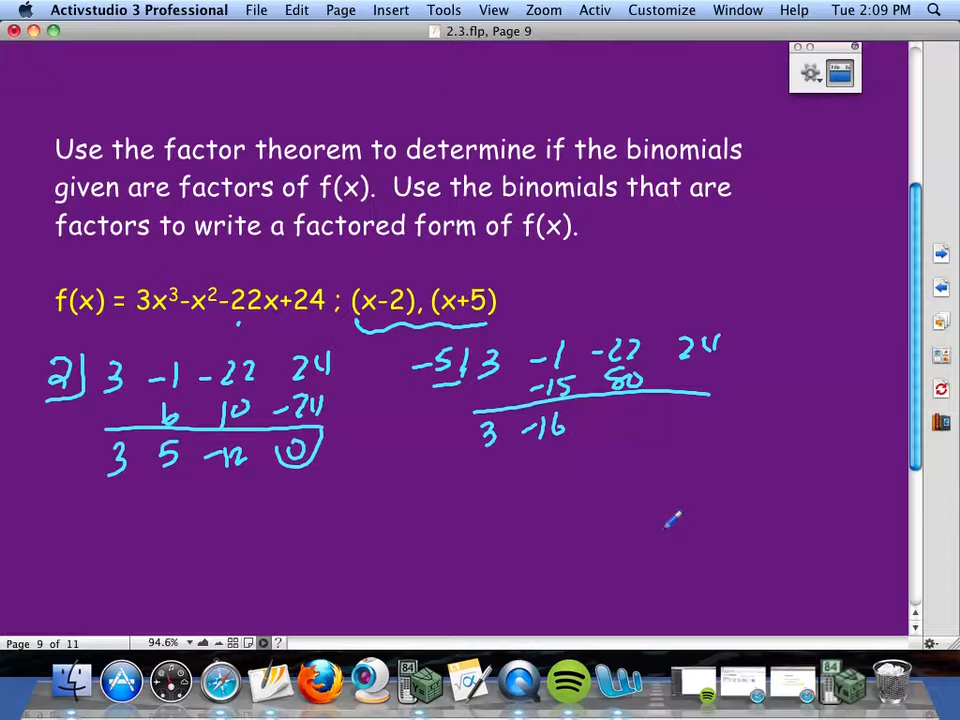 Activstudio 3 Professional File Edit Page Insert Tools View Zoom Activ Customize Window Help Tue 2:09 PM
2.3.flp, Page 9
Use the factor theorem to determine if the binomials
given are factors of f(x). Use the binomials that are
factors to write a factored form of f(x).
f(x) = 3x³-x²-22x+24 ; (x-2), (x+5)
2| 3 -1 -22 24
6 10 -24
3 5 -12 0
-5| 3 -1 -22 24
-15 80
3 -16
Page 9 of 11 94.6% ?
84
84